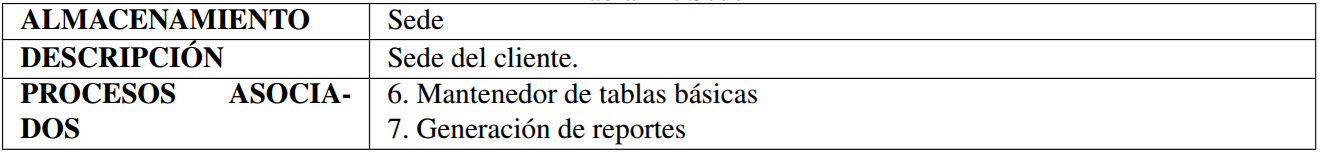 ALMACENAMIENTO Sede
DESCRIPCIÓN Sede del cliente.
PROCESOS ASOCIA- 6. Mantenedor de tablas básicas
DOS 7. Generación de reportes